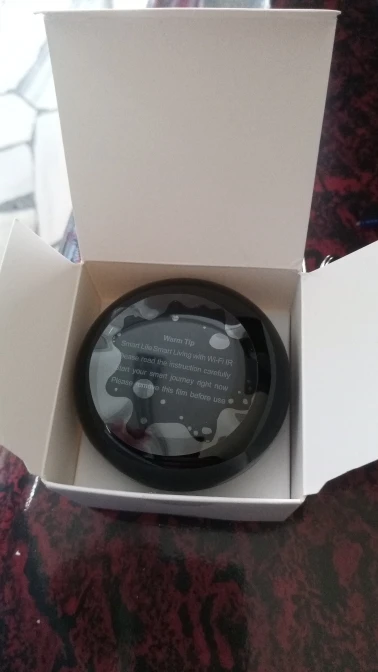 Warm Tip
Smart Life/Smart Living with Wi-Fi IR
Please read the instruction carefully
start your smart journey right now
Please remove this film before use